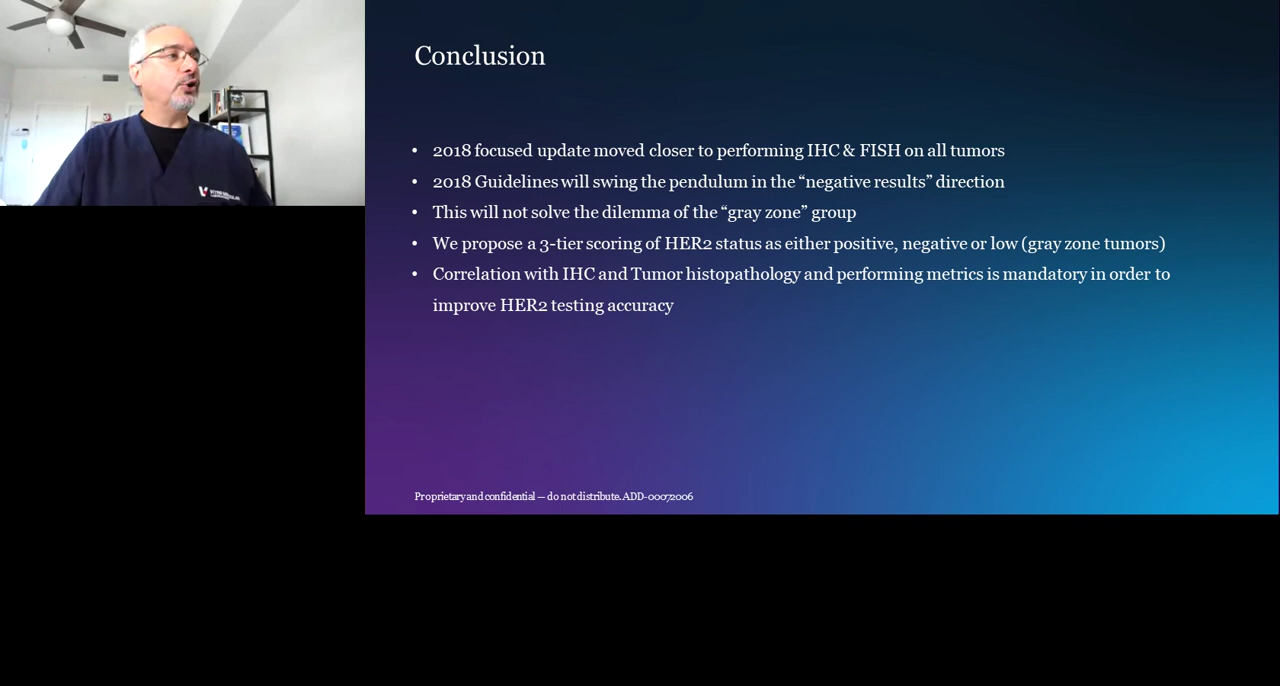 Conclusion
• 2018 focused update moved closer to performing IHC & FISH on all tumors
• 2018 Guidelines will swing the pendulum in the “negative results” direction
• This will not solve the dilemma of the “gray zone” group
• We propose a 3-tier scoring of HER2 status as either positive, negative or low (gray zone tumors)
• Correlation with IHC and Tumor histopathology and performing metrics is mandatory in order to
improve HER2 testing accuracy
Proprietary and confidential — do not distribute. ADD-00072006